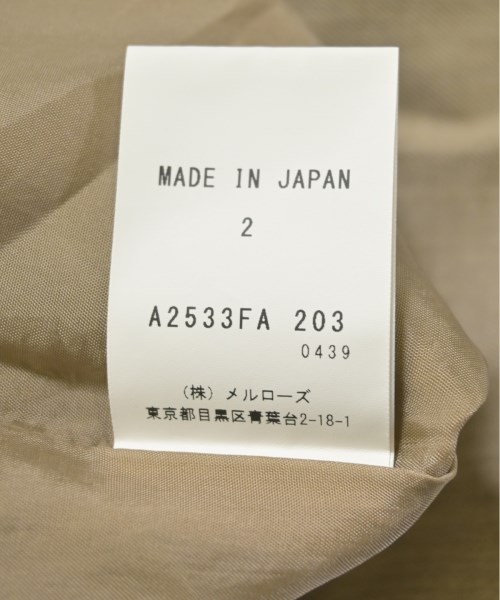 MADE IN JAPAN
2
A2533FA 203
0439
(株) メルローズ
東京都目黒区青葉台2-18-1